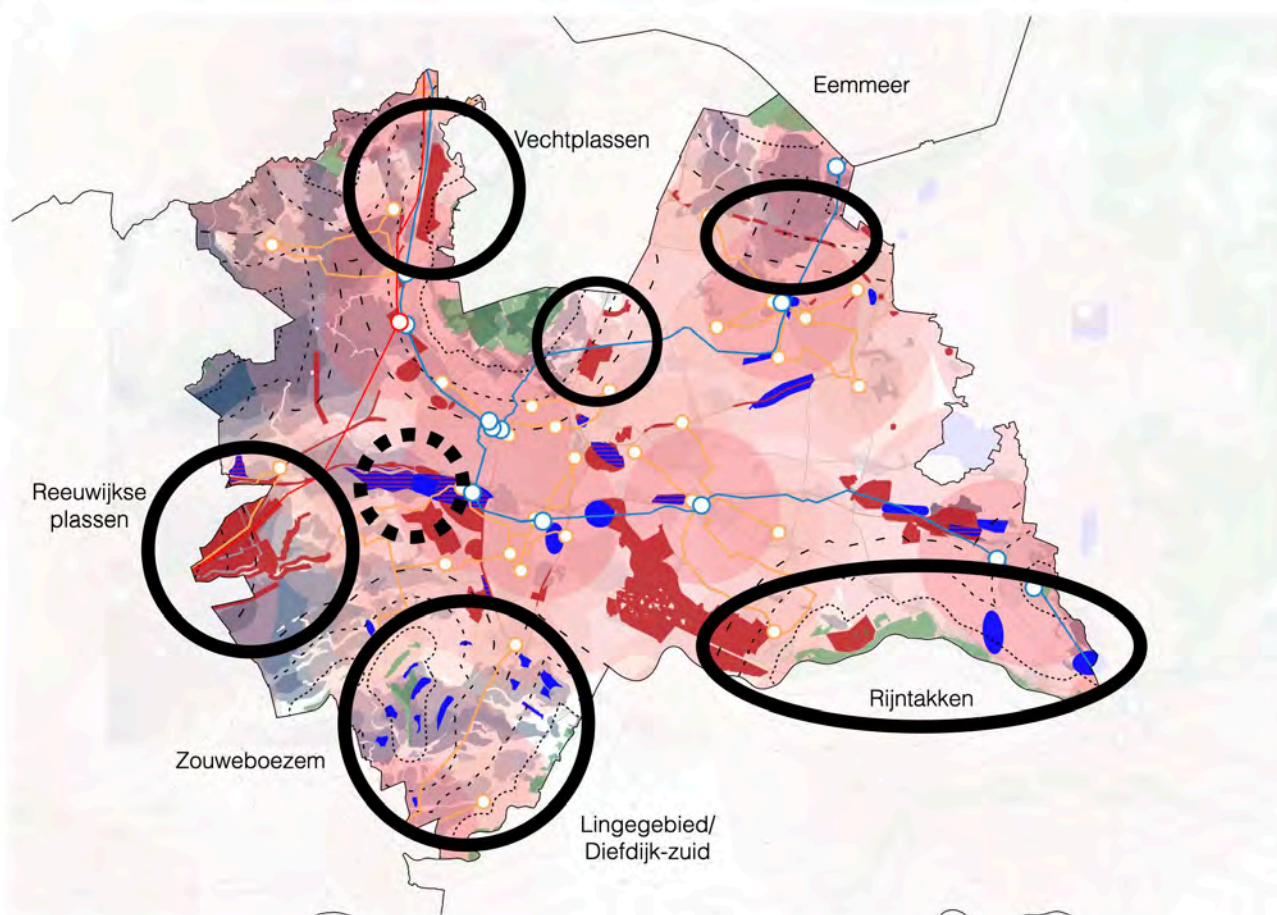 Eemmeer
Vechtplassen
Reeuwijkse
plassen
Rijntakken
Zouweboezem
Lingegebied/
Diefdijk-zuid